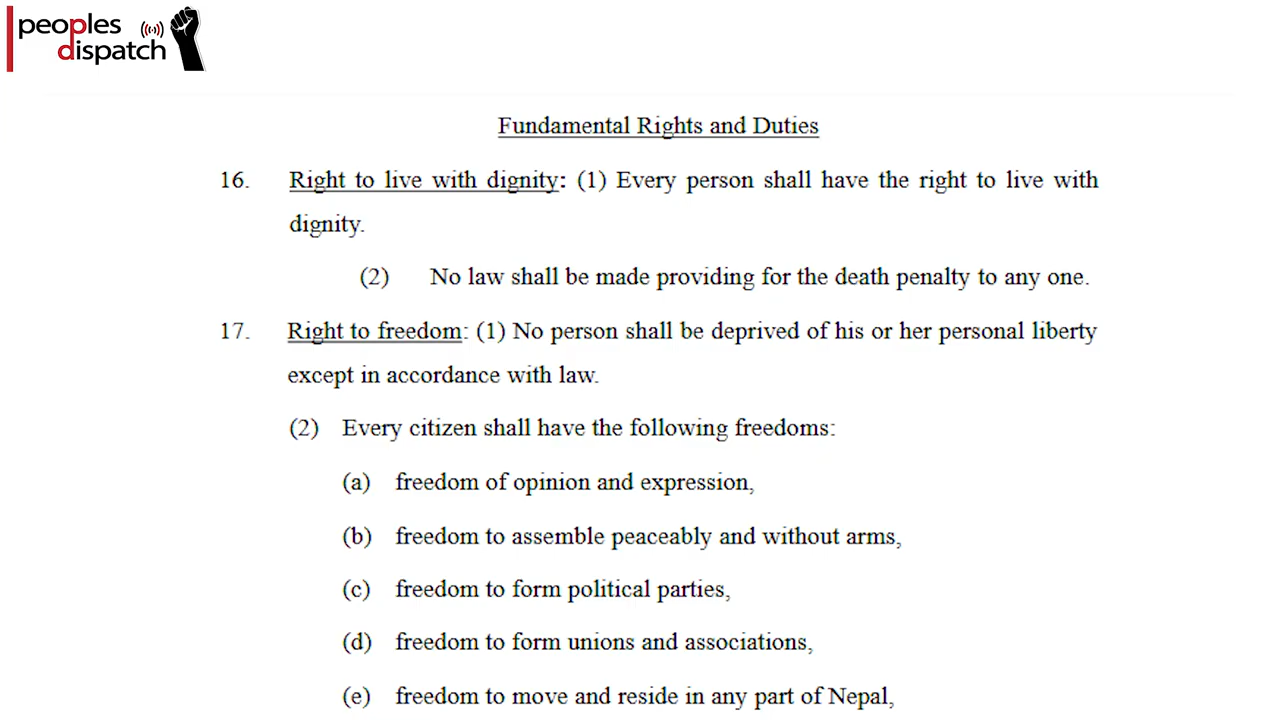 peoples
dispatch
Fundamental Rights and Duties
16. Right to live with dignity: (1) Every person shall have the right to live with
dignity.
(2) No law shall be made providing for the death penalty to any one.
17. Right to freedom: (1) No person shall be deprived of his or her personal liberty
except in accordance with law.
(2) Every citizen shall have the following freedoms:
(a) freedom of opinion and expression,
(b) freedom to assemble peaceably and without arms,
(c) freedom to form political parties,
(d) freedom to form unions and associations,
(e) freedom to move and reside in any part of Nepal,